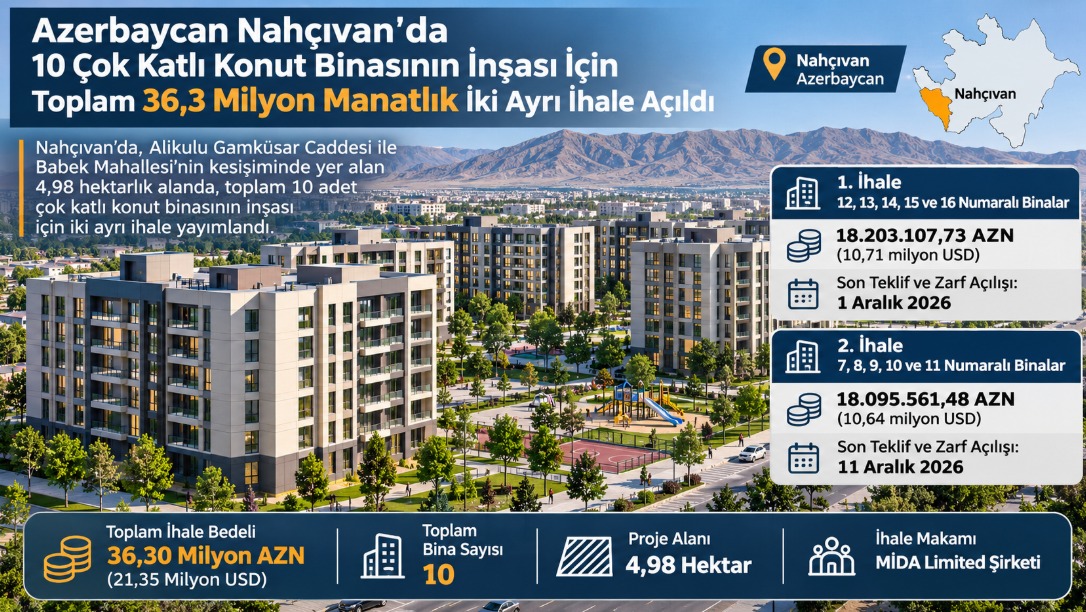 Azerbaycan Nahçıvan’da
10 Çok Katlı Konut Binasının İnşası İçin
Toplam 36,3 Milyon Manatlık İki Ayrı İhale Açıldı
Nahçıvan
Azerbaycan
Nahçıvan
Nahçıvan’da, Alikulu Gamküsar Caddesi ile
Babek Mahallesi’nin kesişiminde yer alan
4,98 hektarlık alanda, toplam 10 adet
çok katlı konut binasının inşası
için iki ayrı ihale yayımlandı.
1. İhale
12, 13, 14, 15 ve 16 Numaralı Binalar
18.203.107,73 AZN
(10,71 milyon USD)
Son Teklif ve Zarf Açılışı:
1 Aralık 2026
2. İhale
7, 8, 9, 10 ve 11 Numaralı Binalar
18.095.561,48 AZN
(10,64 milyon USD)
Son Teklif ve Zarf Açılışı:
11 Aralık 2026
Toplam İhale Bedeli
36,30 Milyon AZN
(21,35 Milyon USD)
Toplam
Bina Sayısı
10
Proje Alanı
4,98 Hektar
İhale Makamı
MİDA Limited Şirketi